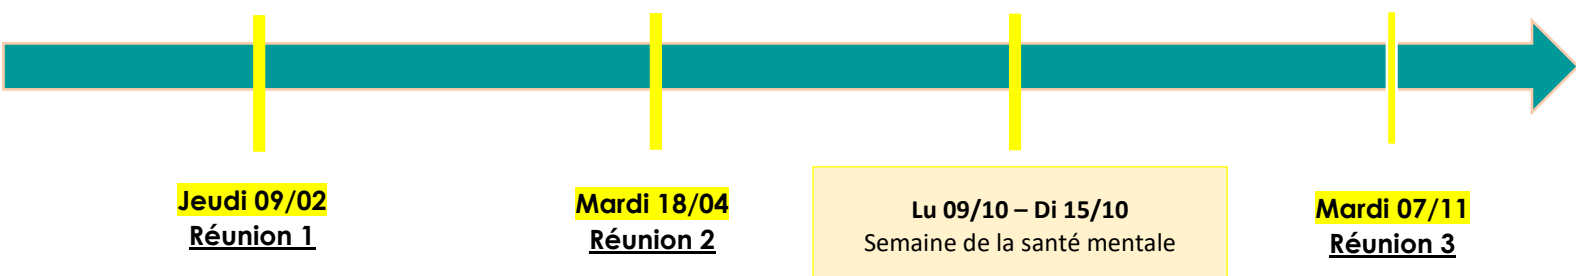 Jeudi 09/02
Réunion 1
Mardi 18/04
Réunion 2
Lu 09/10 – Di 15/10
Semaine de la santé mentale
Mardi 07/11
Réunion 3